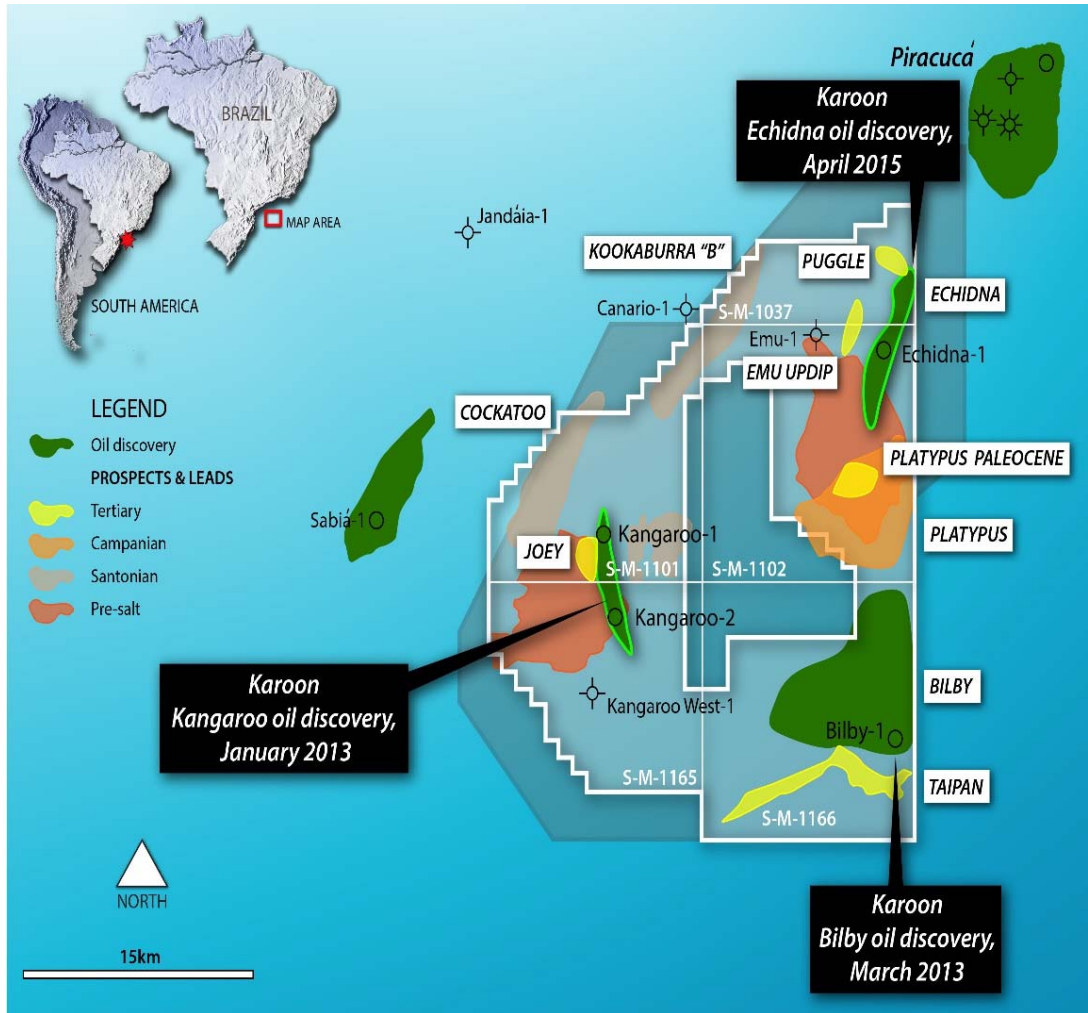 Piracucá
Karoon
Echidna oil discovery,
April 2015
BRAZIL
MAP AREA
SOUTH AMERICA
Jandáia-1
KOOKABURRA “B”
PUGGLE
ECHIDNA
Canario-1
S-M-1037
Emu-1
Echidna-1
EMU UPDIP
COCKATOO
LEGEND
Oil discovery
PROSPECTS & LEADS
Tertiary
Campanian
Santonian
Pre-salt
PLATYPUS PALEOCENE
Sabiá-1
Kangaroo-1
PLATYPUS
JOEY
S-M-1101
S-M-1102
Kangaroo-2
Karoon
Kangaroo oil discovery,
January 2013
Kangaroo West-1
BILBY
Bilby-1
S-M-1165
TAIPAN
S-M-1166
NORTH
15km
Karoon
Bilby oil discovery,
March 2013